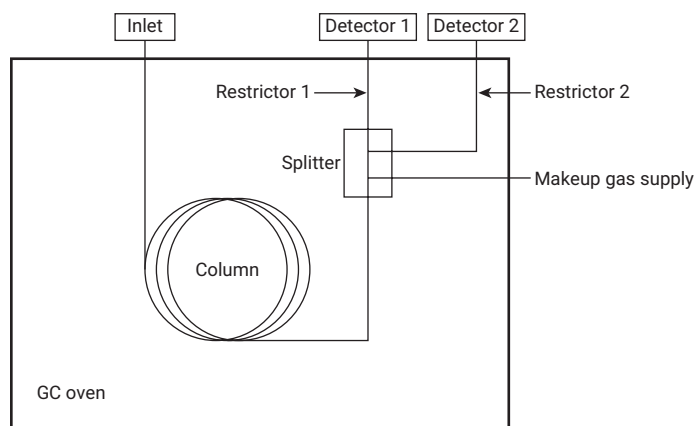 Inlet
Detector 1
Detector 2
Restrictor 1
Restrictor 2
Splitter
Makeup gas supply
Column
GC oven